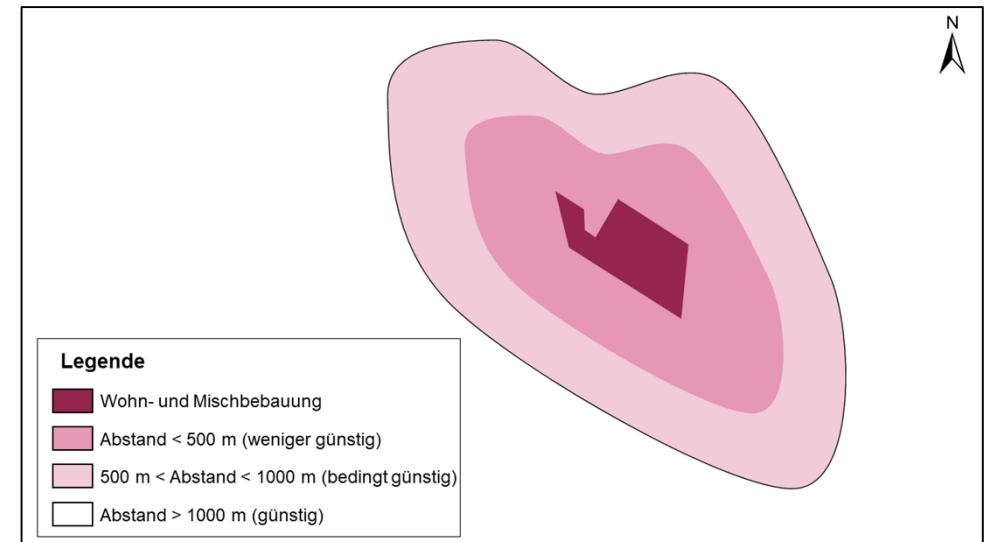 N
Legende
Wohn- und Mischbebauung
Abstand < 500 m (weniger günstig)
500 m < Abstand < 1000 m (bedingt günstig)
Abstand > 1000 m (günstig)